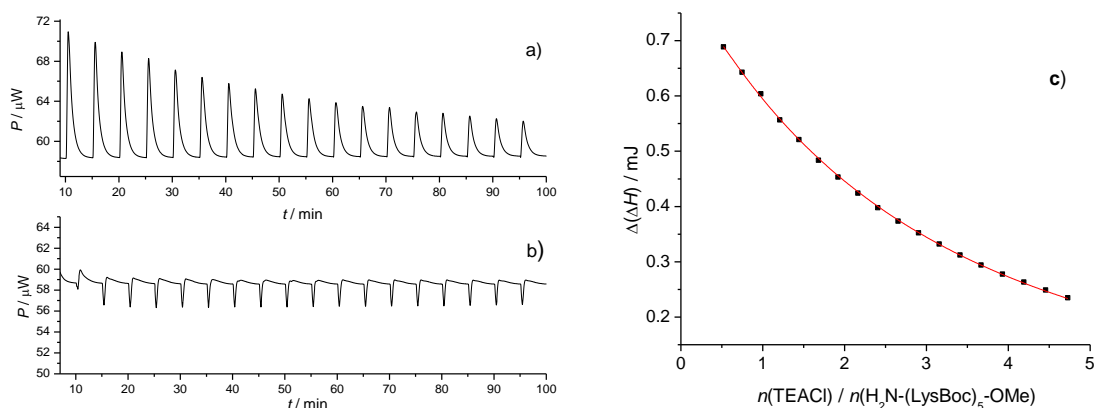 a)
P / μW
72
68
64
60
10 20 30 40 50 60 70 80 90 100
t / min
b)
P / μW
64
62
60
58
56
54
52
50
10 20 30 40 50 60 70 80 90 100
t / min
c)
Δ(ΔH) / mJ
0.7
0.6
0.5
0.4
0.3
0.2
0 1 2 3 4 5
n(TEACl) / n(H₂N-(LysBoc)₅-OMe)